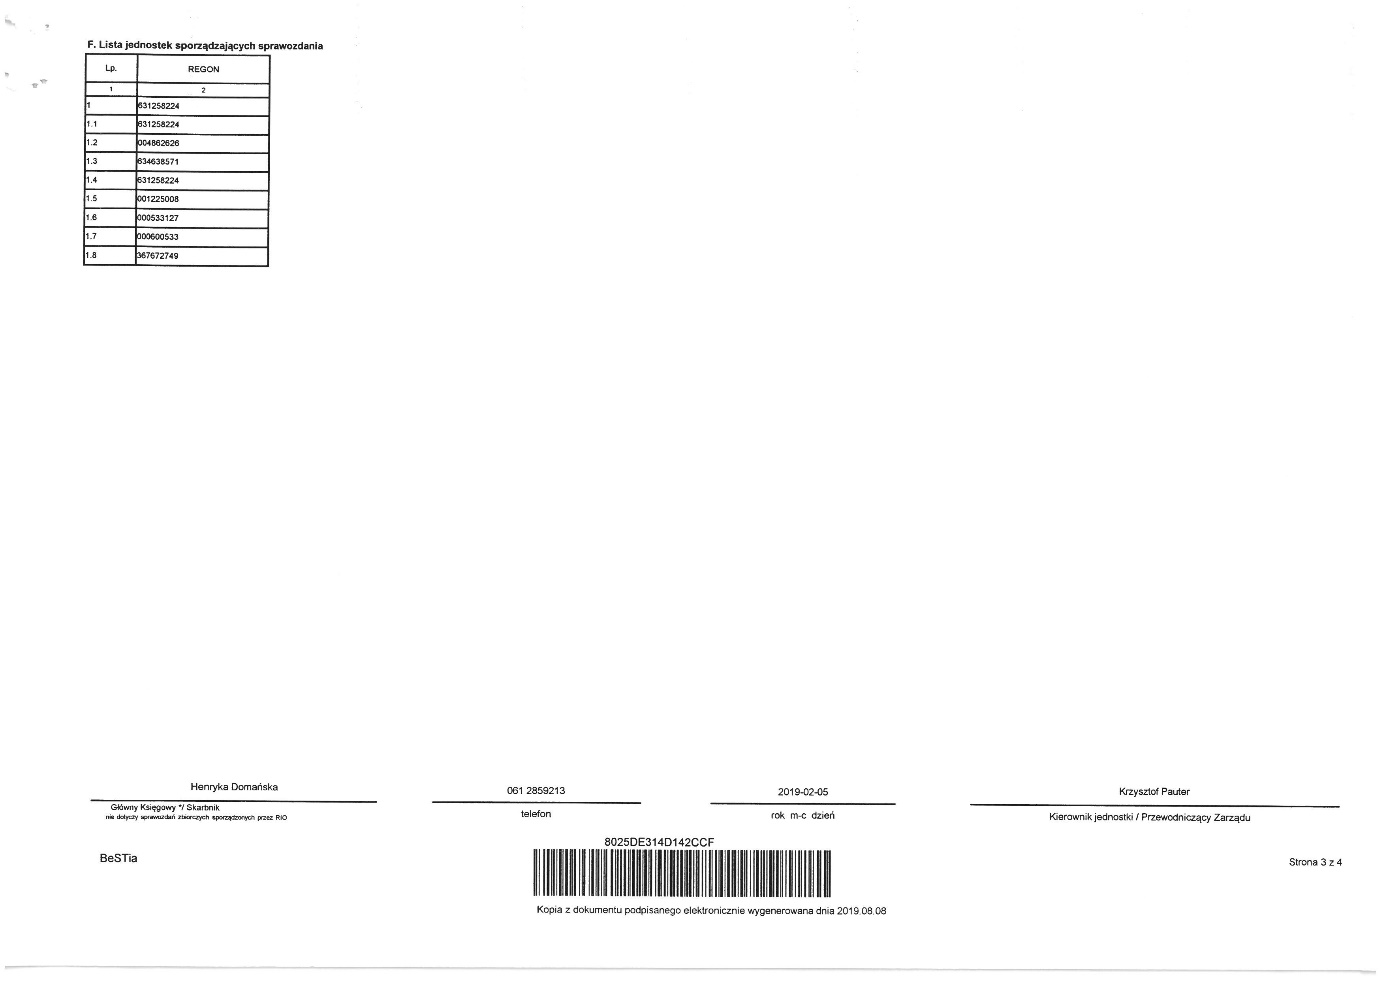 F. Lista jednostek sporządzających sprawozdania
Lp. REGON
1 2
1 631258224
1.1 631258224
1.2 004862626
1.3 634638571
1.4 631258224
1.5 001225008
1.6 000533127
1.7 000600533
1.8 367672749
Henryka Domańska 061 2859213 2019-02-05 Krzysztof Pauter
Główny Księgowy */ Skarbnik telefon rok m-c dzień Kierownik jednostki / Przewodniczący Zarządu
nie dotyczy sprawozdań zbiorczych sporządzonych przez RIO
8025DE314D142CCF
BeSTia Strona 3 z 4
Kopia z dokumentu podpisanego elektronicznie wygenerowana dnia 2019.08.08